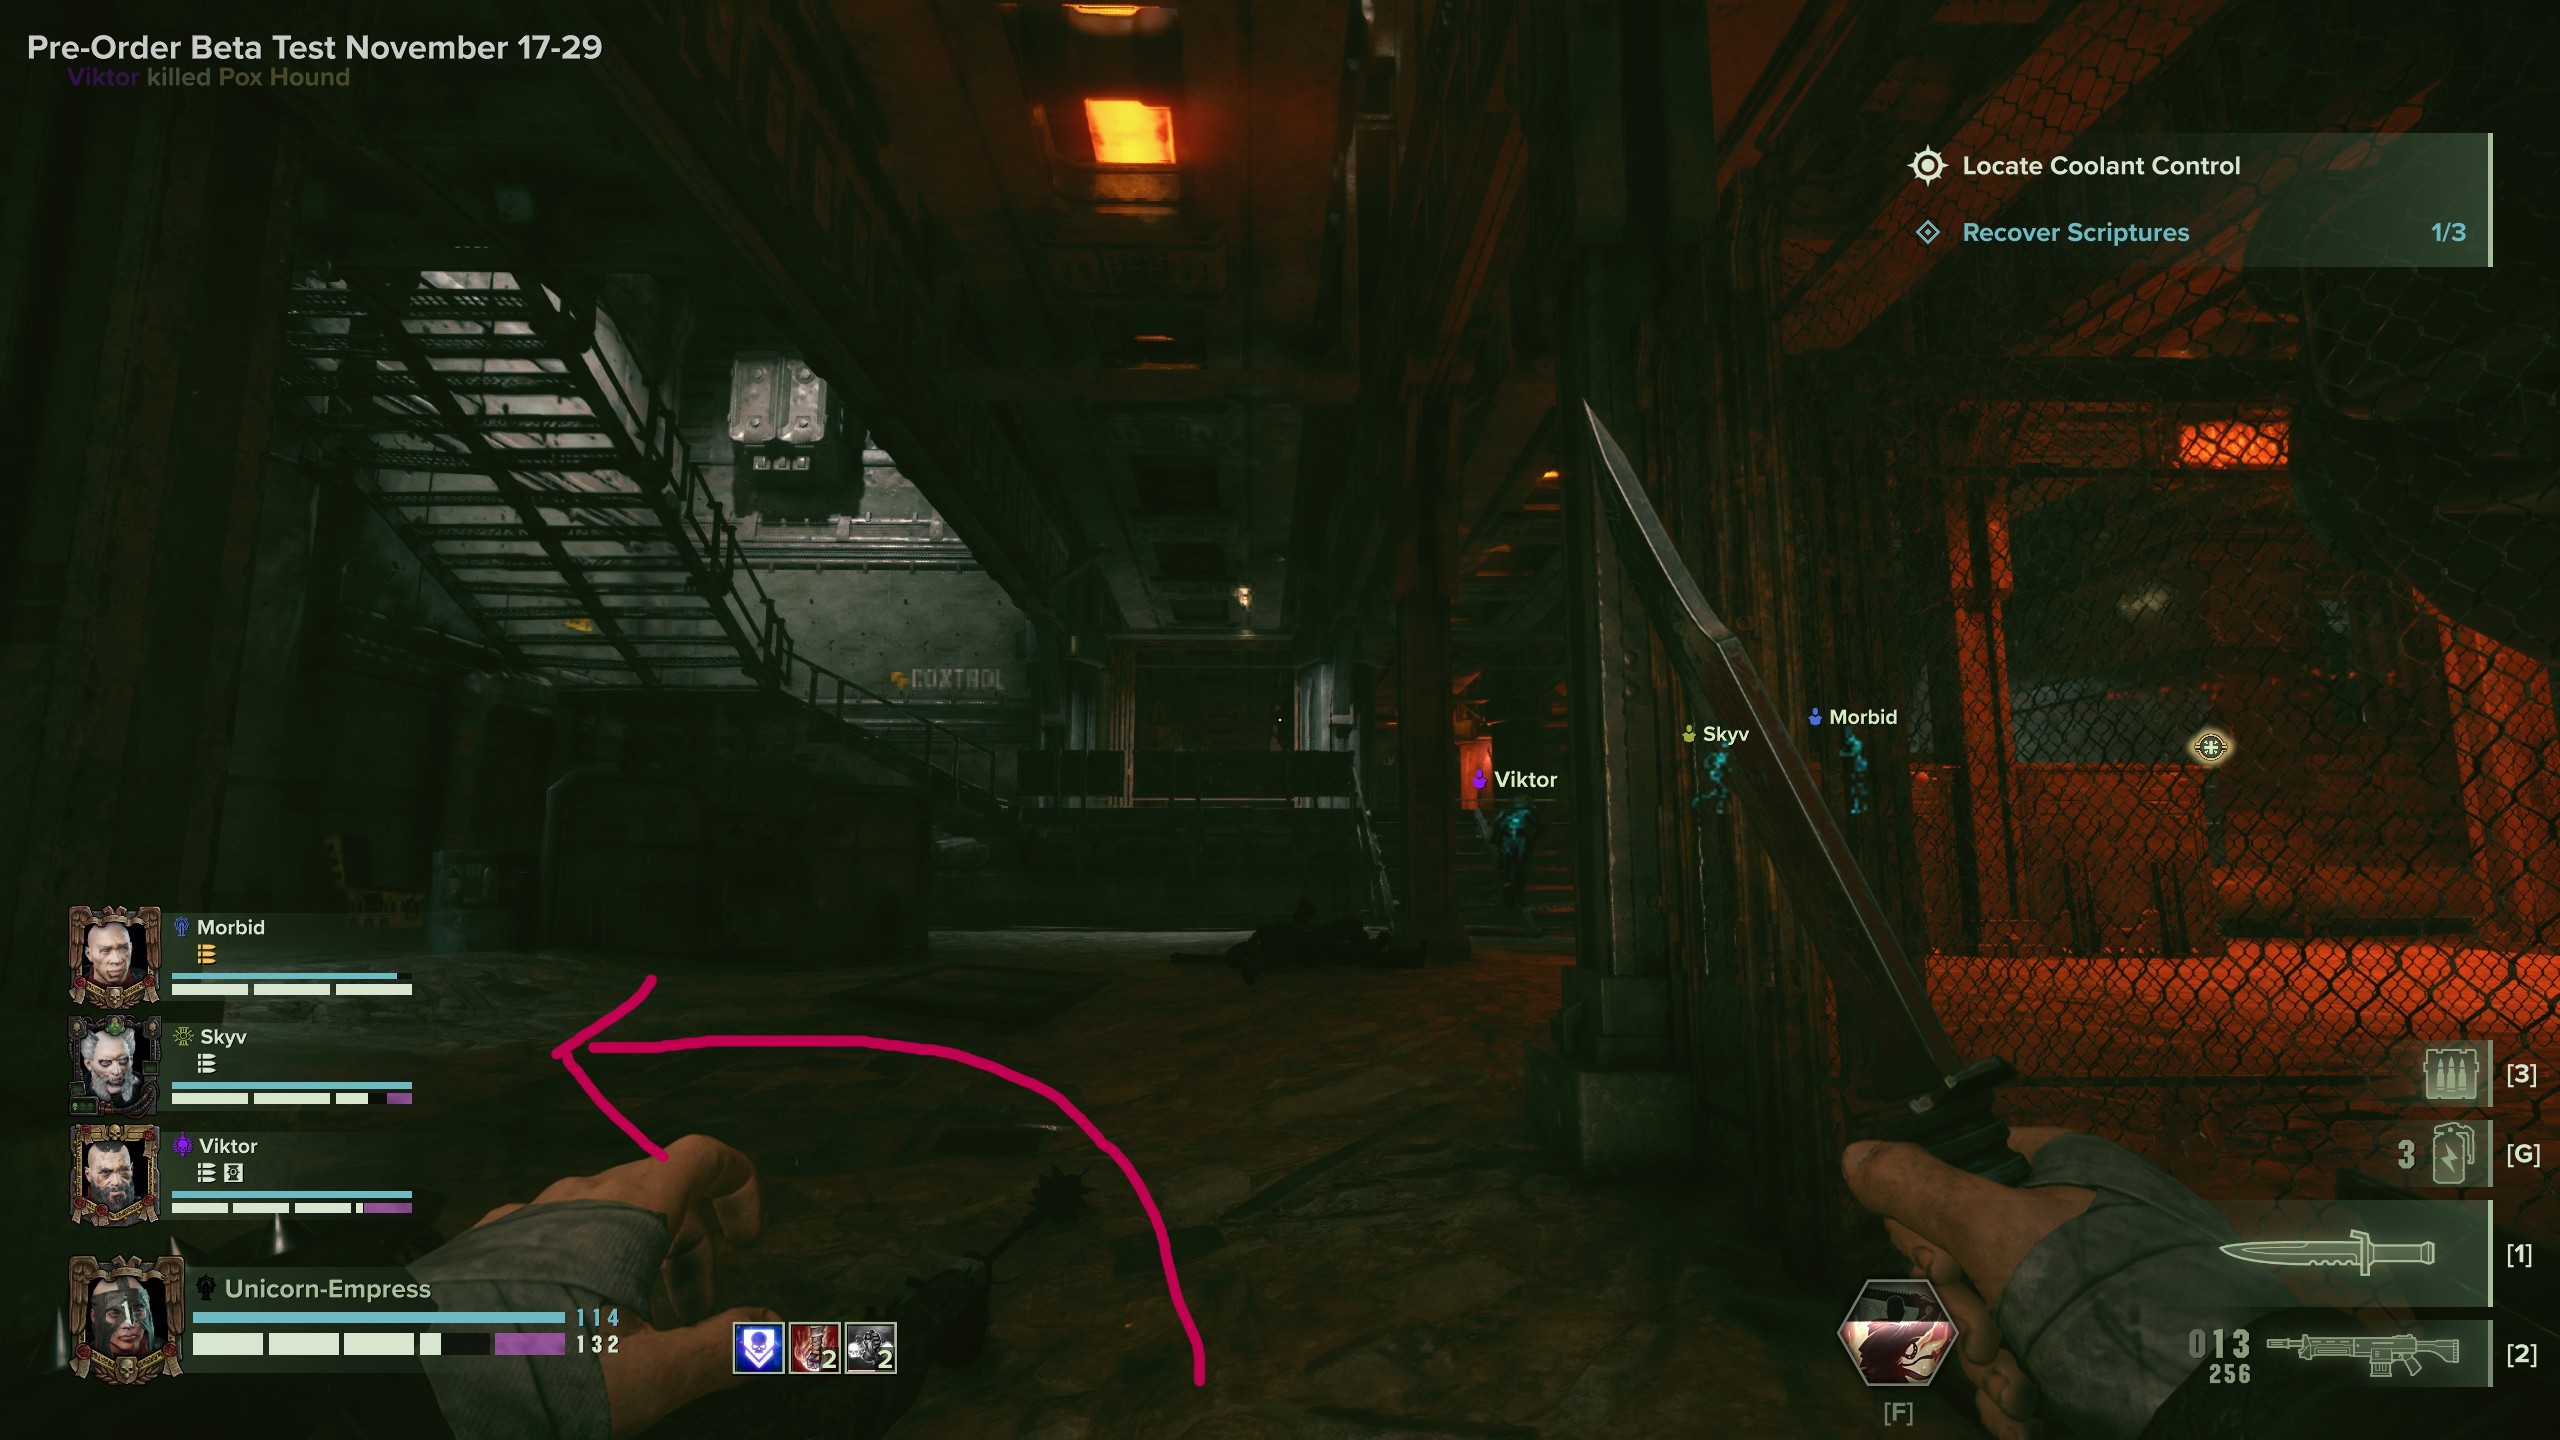 Pre-Order Beta Test November 17-29
Viktor killed Pox Hound
Locate Coolant Control
Recover Scriptures 1/3
Skyv
Morbid
Viktor
Morbid
Skyv
Viktor
Unicorn-Empress
114
132
2
2
[3]
3 [G]
[1]
013
256
[2]
[F]